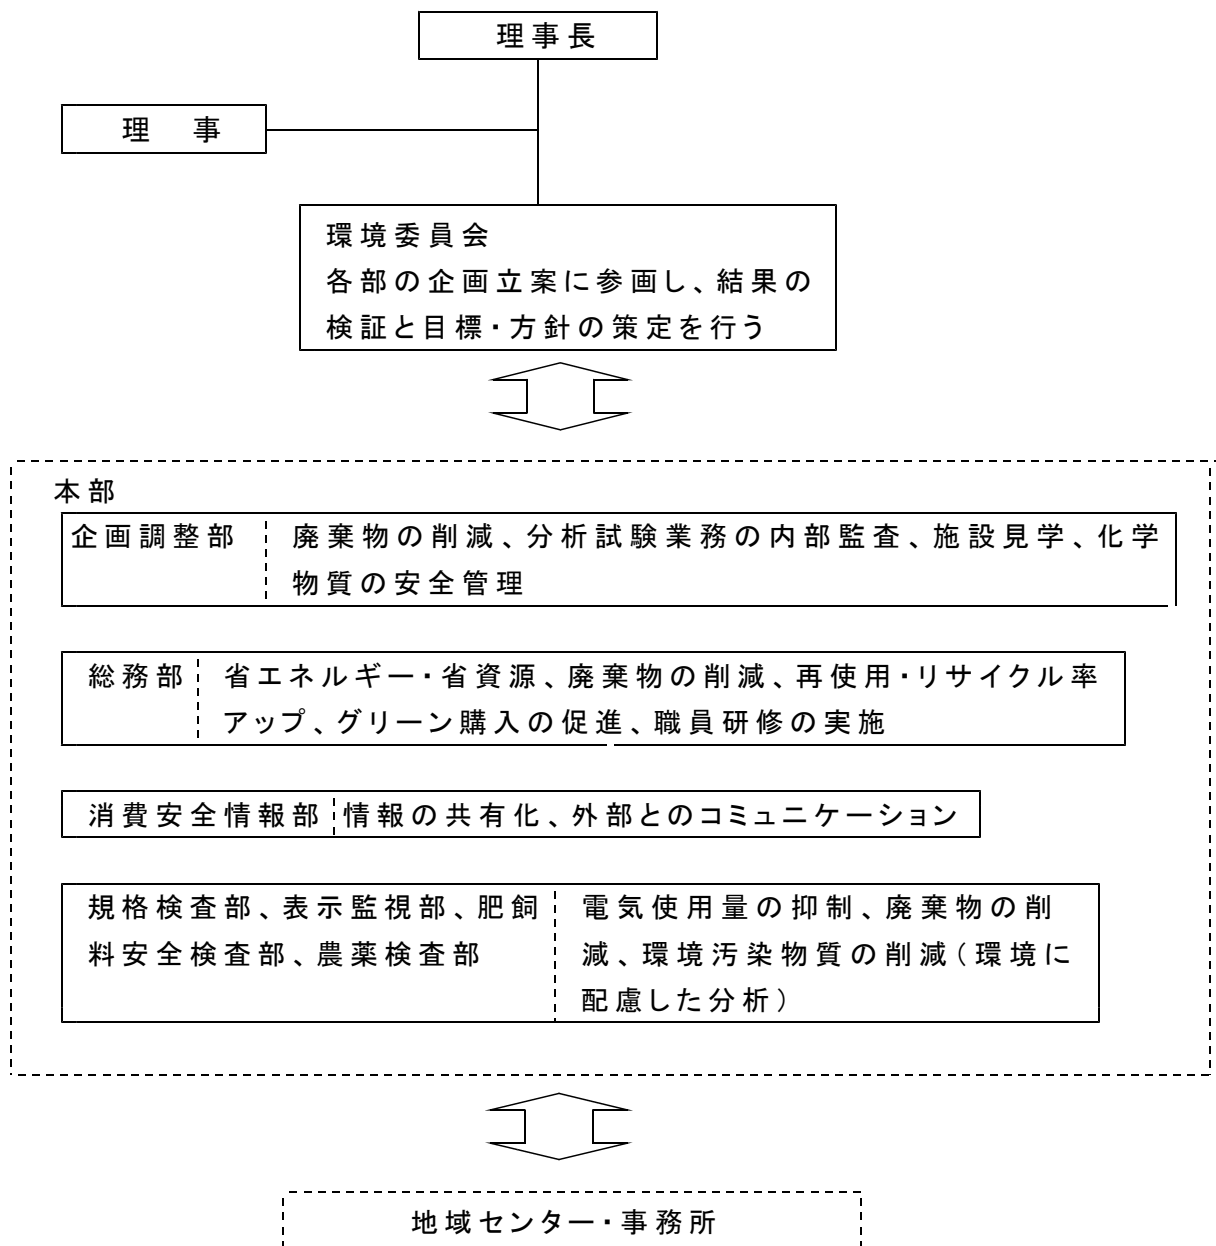 理事長
理　事
環境委員会
各部の企画立案に参画し、結果の
検証と目標・方針の策定を行う
本部
企画調整部
廃棄物の削減、分析試験業務の内部監査、施設見学、化学
物質の安全管理
総務部
省エネルギー・省資源、廃棄物の削減、再使用・リサイクル率
アップ、グリーン購入の促進、職員研修の実施
消費安全情報部
情報の共有化、外部とのコミュニケーション
規格検査部、表示監視部、肥飼
料安全検査部、農薬検査部
電気使用量の抑制、廃棄物の削
減、環境汚染物質の削減(環境に
配慮した分析)
地域センター・事務所